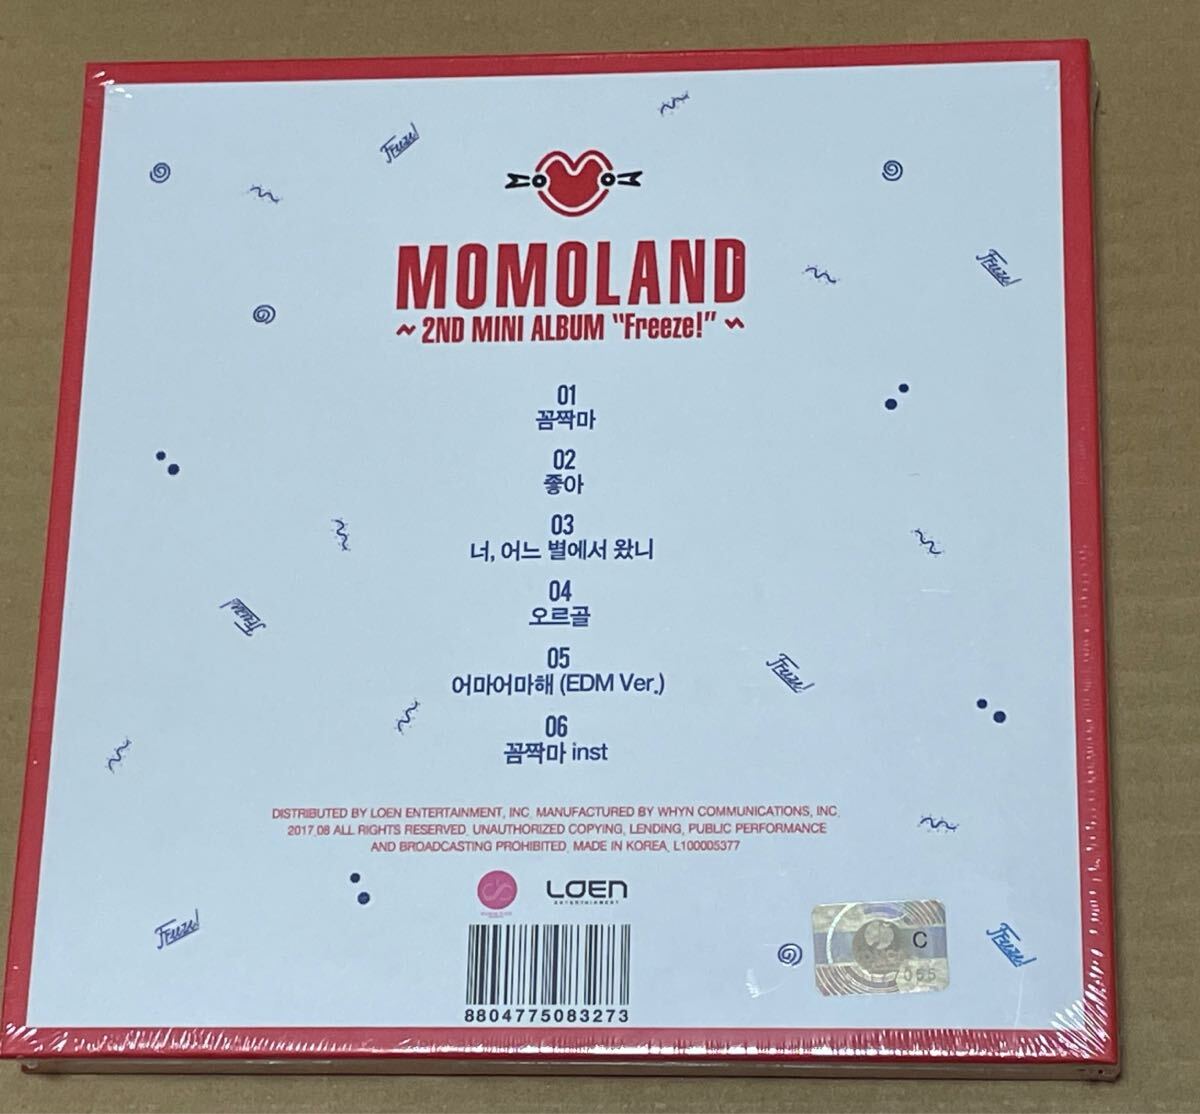 Freeze!
Freeze!
MOMOLAND
~ 2ND MINI ALBUM "Freeze!" ~
01
꼼짝마
02
좋아
03
너, 어느 별에서 왔니
04
오르골
Freeze!
05
어마어마해 (EDM Ver.)
Freeze!
06
꼼짝마 inst
DISTRIBUTED BY LOEN ENTERTAINMENT, INC. MANUFACTURED BY WHYN COMMUNICATIONS, INC.
2017.08 ALL RIGHTS RESERVED. UNAUTHORIZED COPYING, LENDING, PUBLIC PERFORMANCE
AND BROADCASTING PROHIBITED. MADE IN KOREA. L100005377
LOEN
ENTERTAINMENT
Freeze!
Freeze!
C
8804775083273